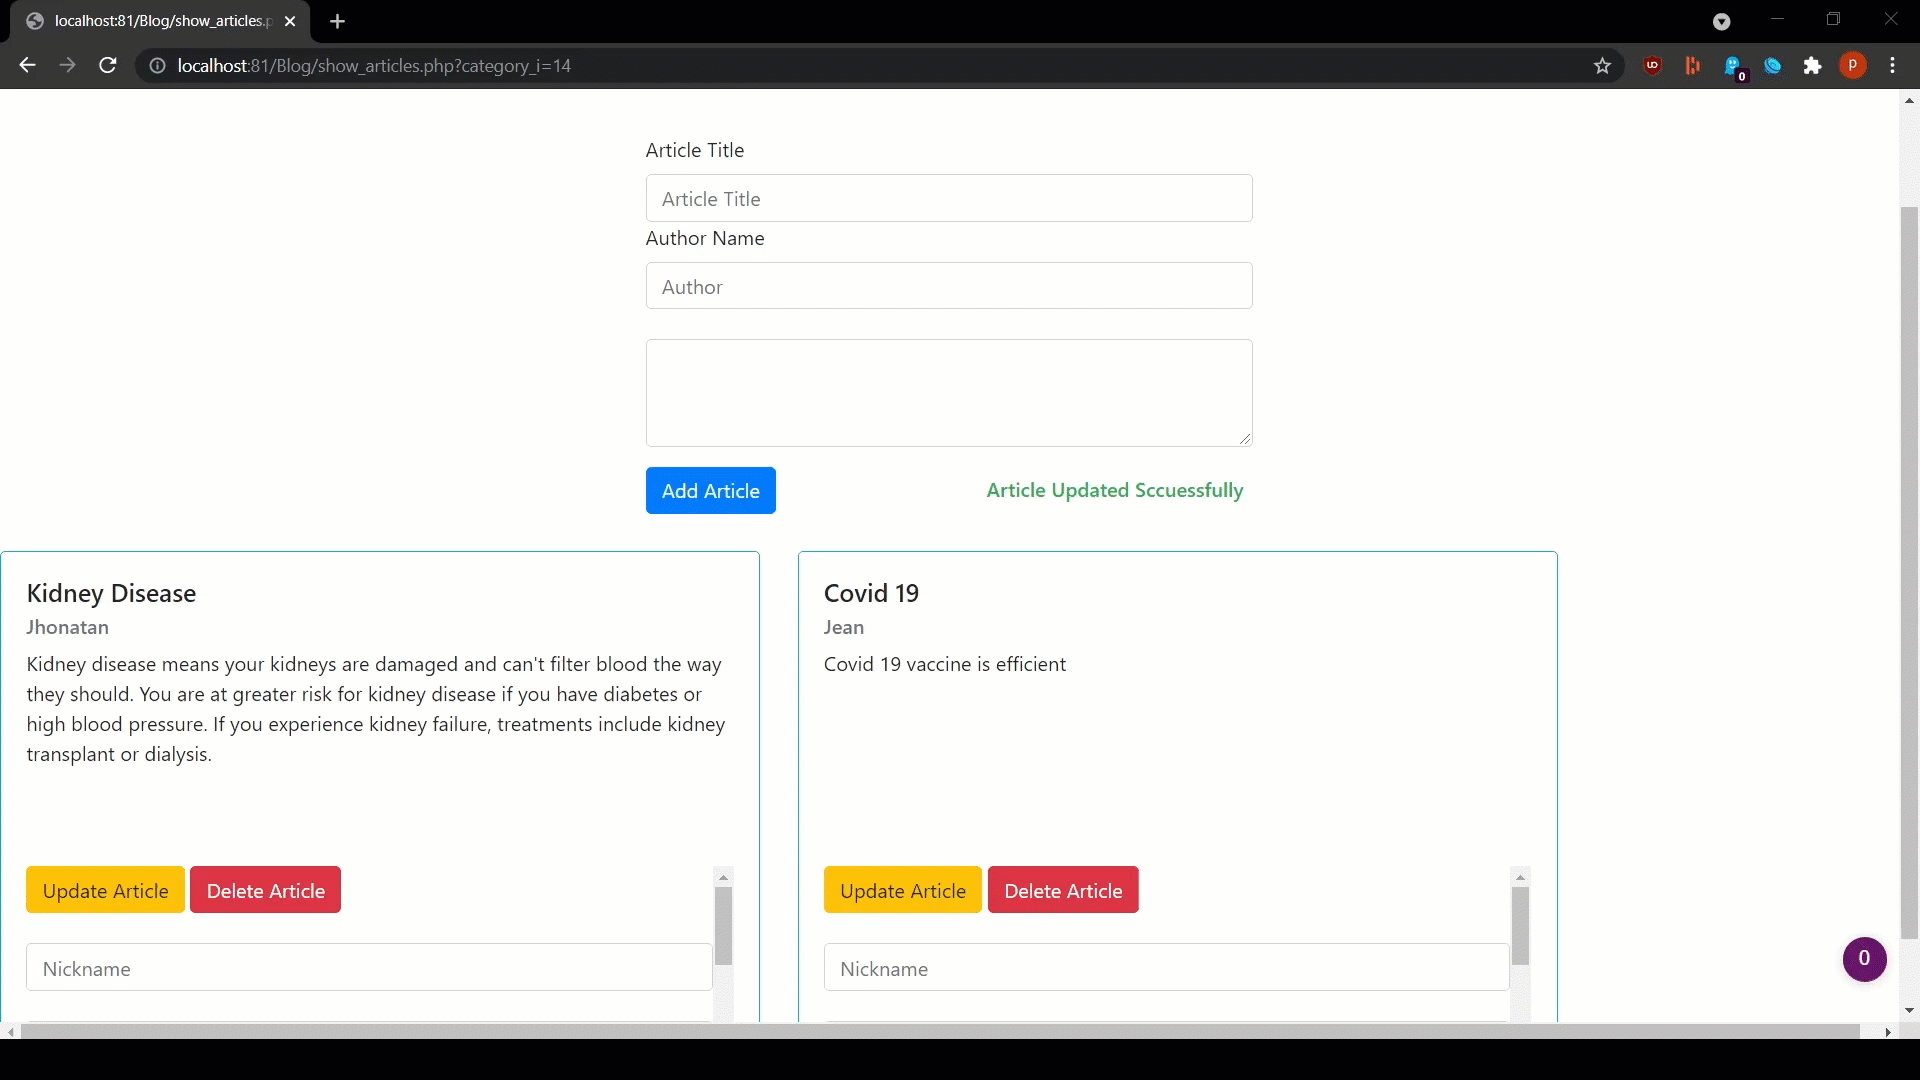 localhost:81/Blog/show_articles.p
localhost:81/Blog/show_articles.php?category_i=14
0
p
Article Title
Article Title
Author Name
Author
Add Article
Article Updated Sccuessfully
Kidney Disease
Jhonatan
Kidney disease means your kidneys are damaged and can't filter blood the way
they should. You are at greater risk for kidney disease if you have diabetes or
high blood pressure. If you experience kidney failure, treatments include kidney
transplant or dialysis.
Update Article
Delete Article
Nickname
Covid 19
Jean
Covid 19 vaccine is efficient
Update Article
Delete Article
Nickname
0